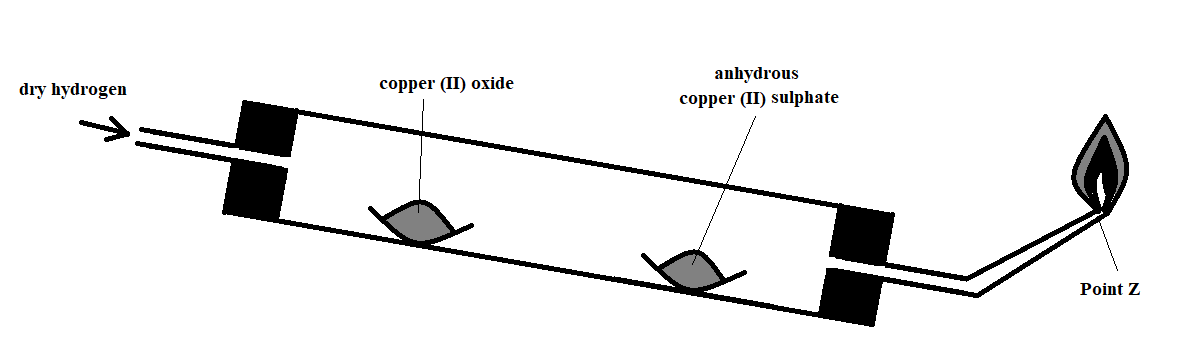 dry hydrogen
copper (II) oxide
anhydrous
copper (II) sulphate
Point Z